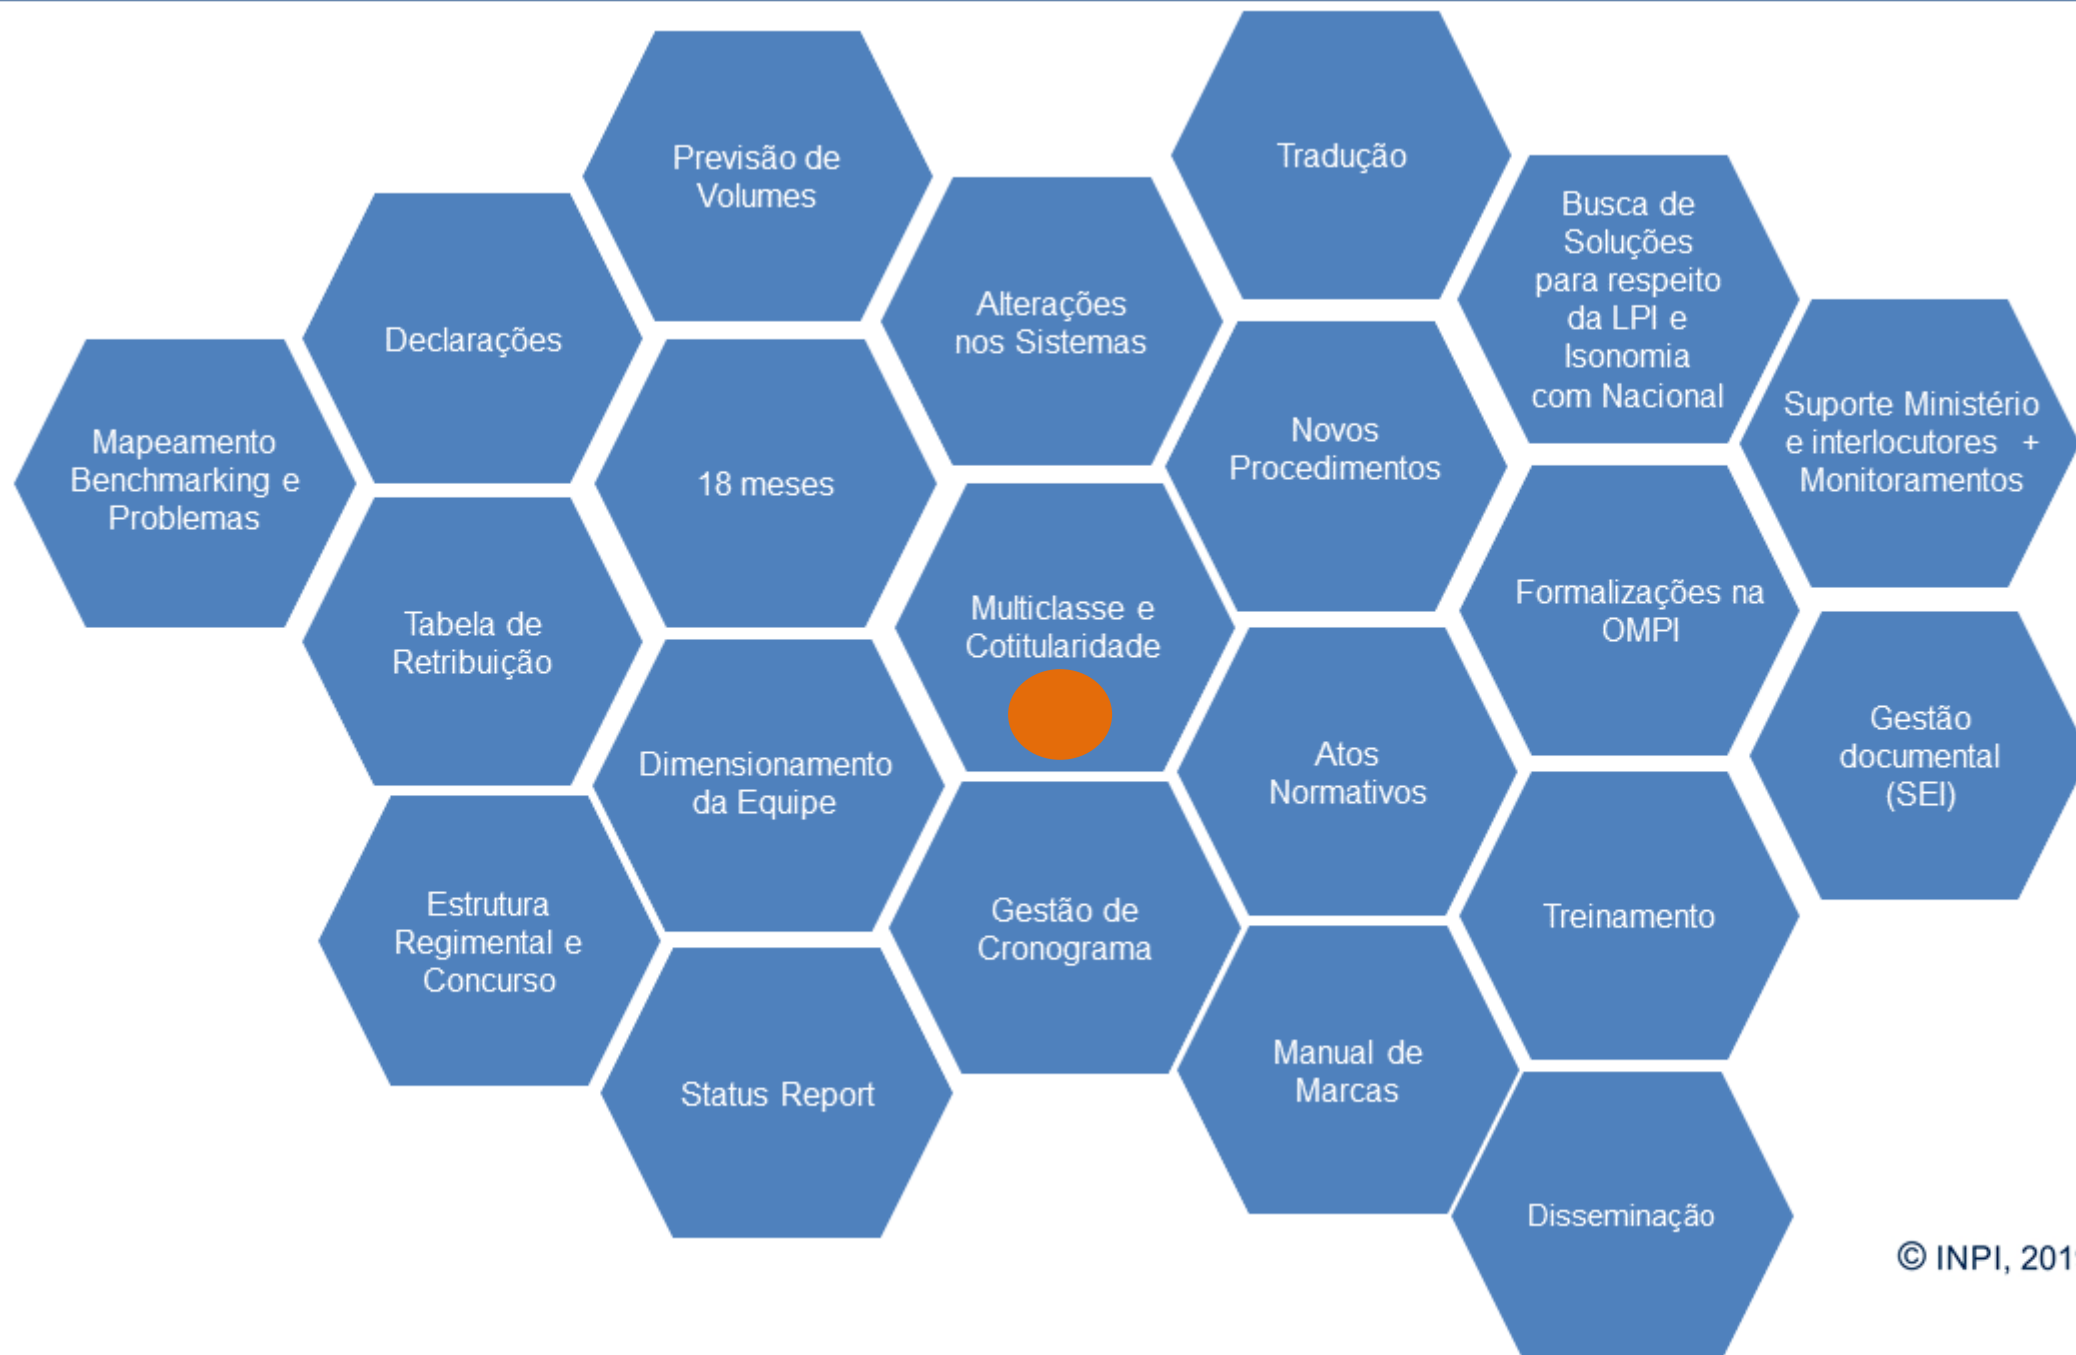 Previsão de
Volumes
Tradução
Declarações
Alterações
nos Sistemas
Busca de
Soluções
para respeito
da LPI e
Isonomia
com Nacional
Mapeamento
Benchmarking e
Problemas
18 meses
Novos
Procedimentos
Suporte Ministério
e interlocutores +
Monitoramentos
Tabela de
Retribuição
Multiclasse e
Cotitularidade
Formalizações na
OMPI
Dimensionamento
da Equipe
Atos
Normativos
Gestão
documental
(SEI)
Estrutura
Regimental e
Concurso
Gestão de
Cronograma
Treinamento
Status Report
Manual de
Marcas
Disseminação
© INPI, 201